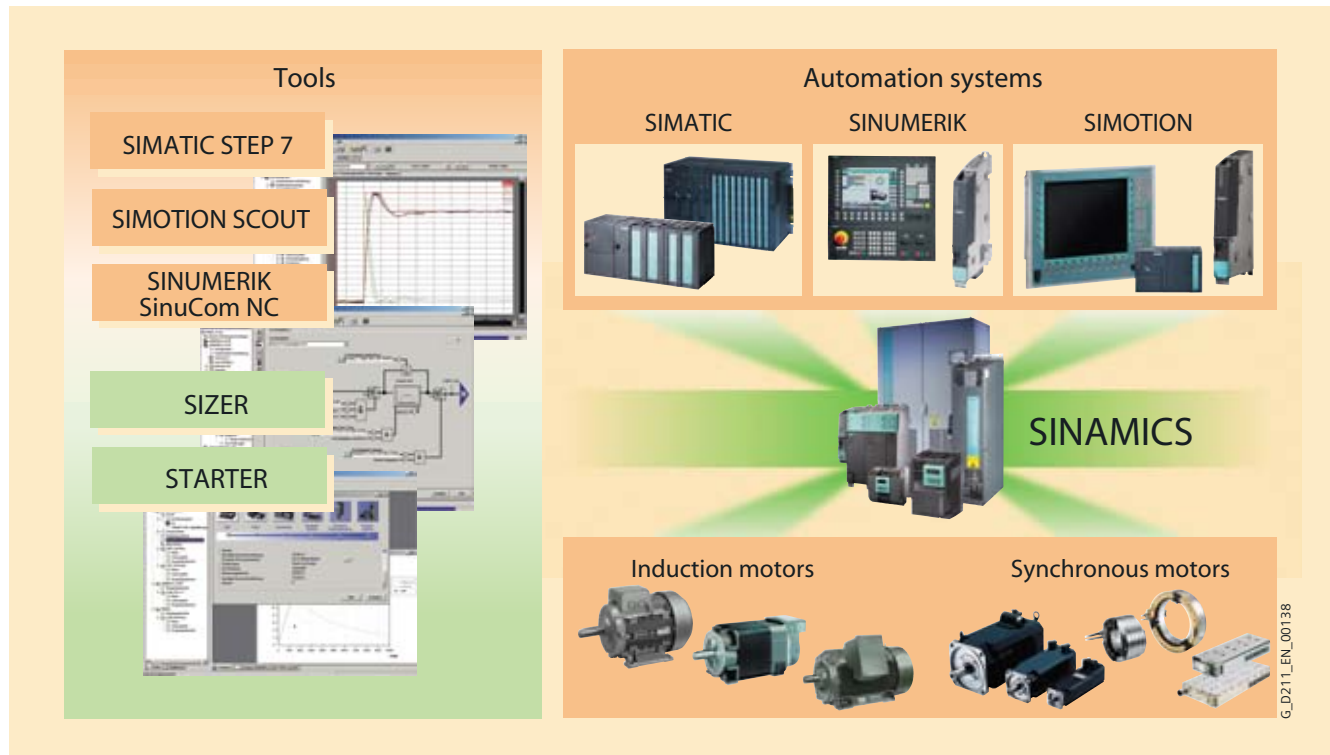 Tools
SIMATIC STEP 7
SIMOTION SCOUT
SINUMERIK
SinuCom NC
SIZER
STARTER
Automation systems
SIMATIC
SINUMERIK
SIMOTION
SINAMICS
Induction motors
Synchronous motors
G_D211_EN_00138